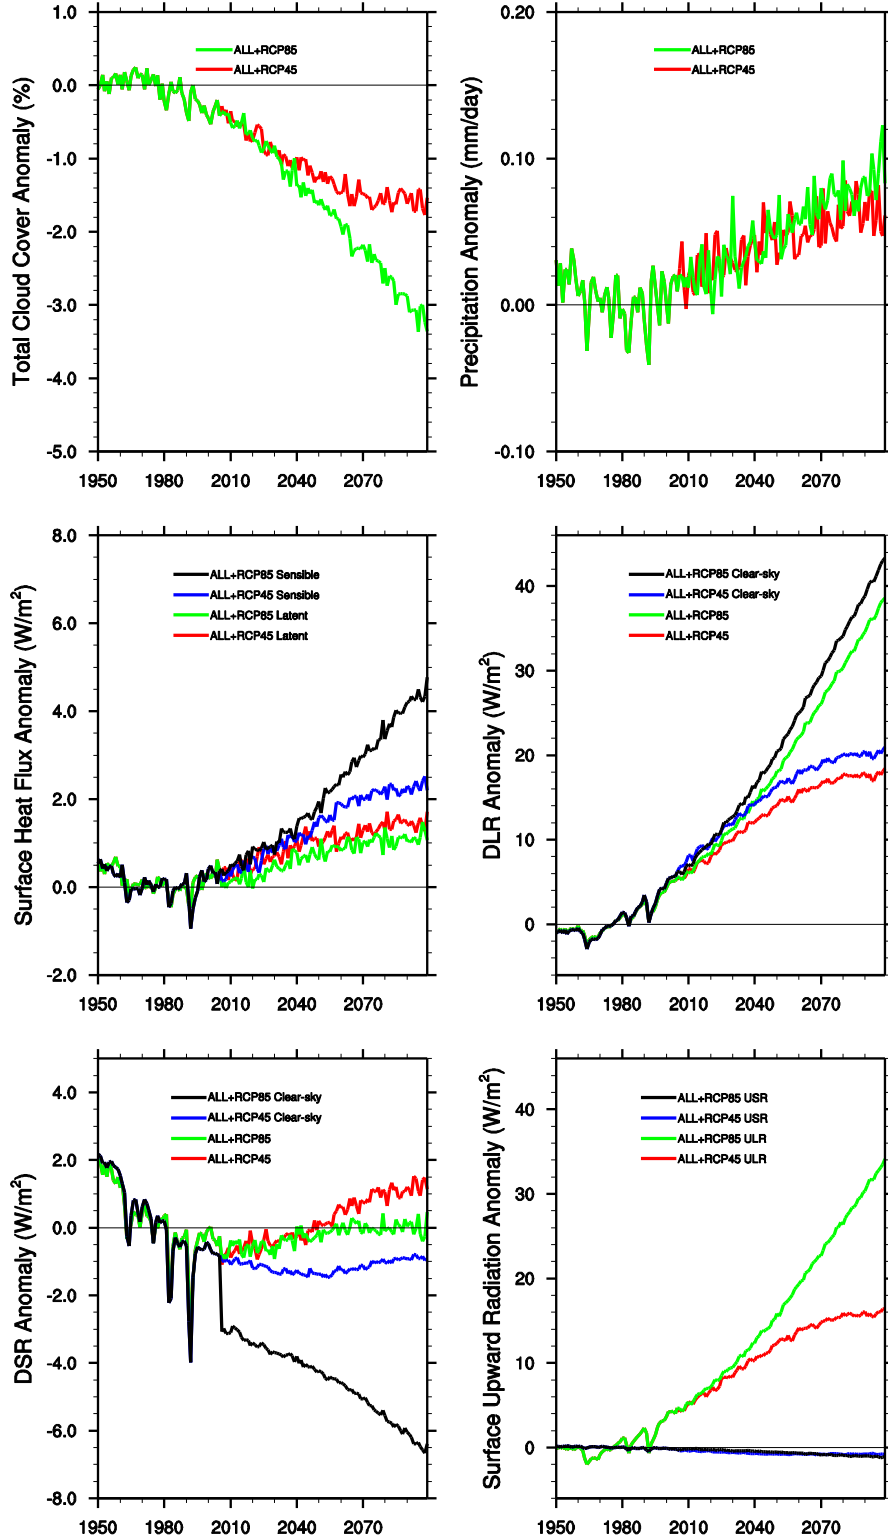 Total Cloud Cover Anomaly (%)
1.0
0.0
-1.0
-2.0
-3.0
-4.0
-5.0
ALL+RCP85
ALL+RCP45
1950 1980 2010 2040 2070
Precipitation Anomaly (mm/day)
0.20
0.10
0.00
-0.10
ALL+RCP85
ALL+RCP45
1950 1980 2010 2040 2070
Surface Heat Flux Anomaly (W/m²)
8.0
6.0
4.0
2.0
0.0
-2.0
ALL+RCP85 Sensible
ALL+RCP45 Sensible
ALL+RCP85 Latent
ALL+RCP45 Latent
1950 1980 2010 2040 2070
DLR Anomaly (W/m²)
40
30
20
10
0
ALL+RCP85 Clear-sky
ALL+RCP45 Clear-sky
ALL+RCP85
ALL+RCP45
1950 1980 2010 2040 2070
DSR Anomaly (W/m²)
4.0
2.0
0.0
-2.0
-4.0
-6.0
-8.0
ALL+RCP85 Clear-sky
ALL+RCP45 Clear-sky
ALL+RCP85
ALL+RCP45
1950 1980 2010 2040 2070
Surface Upward Radiation Anomaly (W/m²)
40
30
20
10
0
ALL+RCP85 USR
ALL+RCP45 USR
ALL+RCP85 ULR
ALL+RCP45 ULR
1950 1980 2010 2040 2070